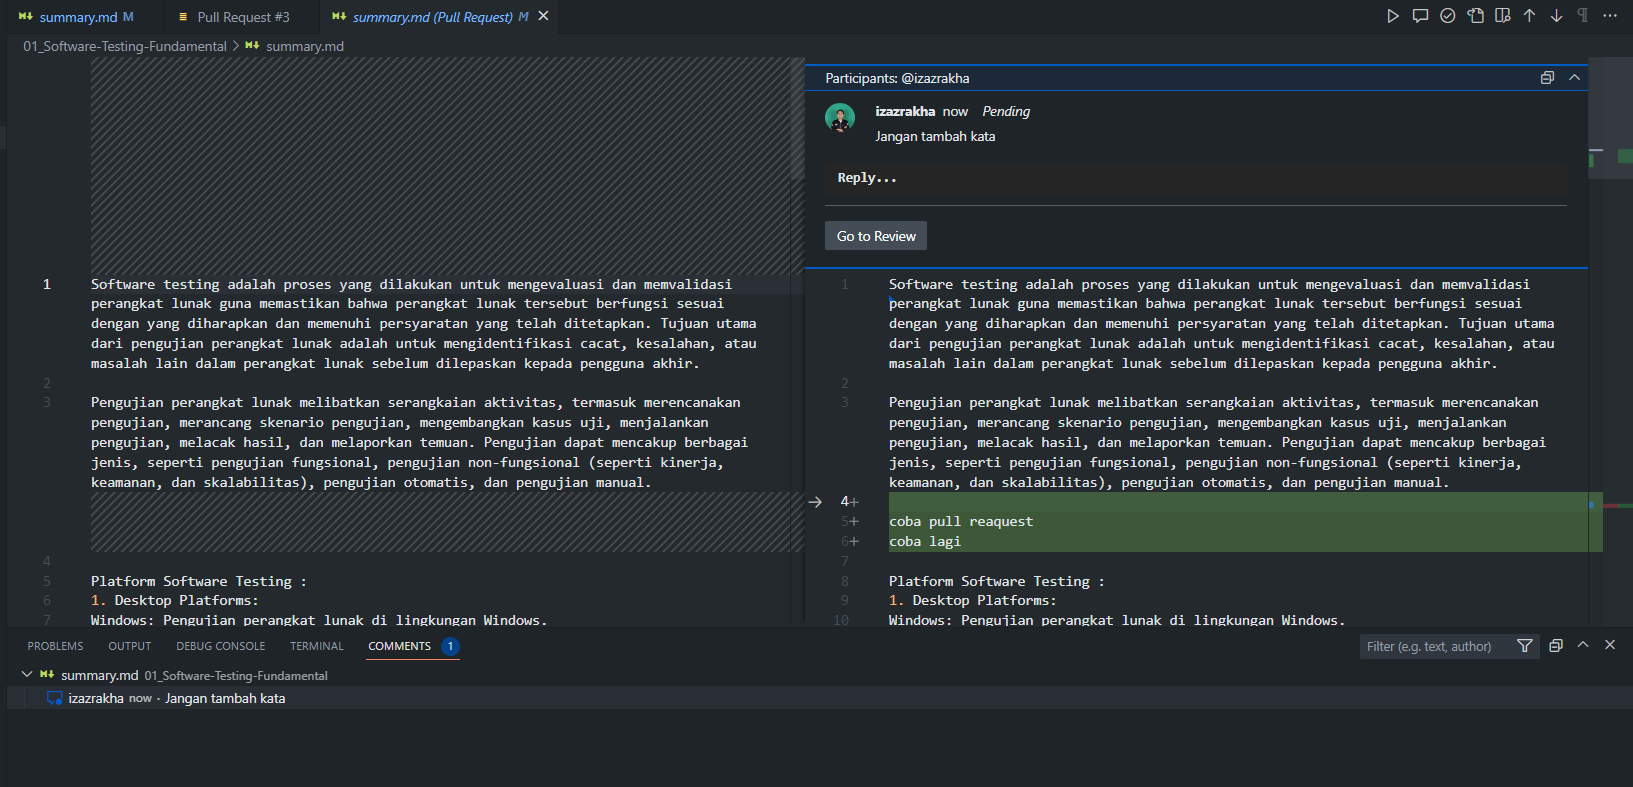 summary.md M
Pull Request #3
summary.md (Pull Request) M
01_Software-Testing-Fundamental > summary.md
Participants: @izazrakha
izazrakha now Pending
Jangan tambah kata
Reply...
Go to Review
1 Software testing adalah proses yang dilakukan untuk mengevaluasi dan memvalidasi
perangkat lunak guna memastikan bahwa perangkat lunak tersebut berfungsi sesuai
dengan yang diharapkan dan memenuhi persyaratan yang telah ditetapkan. Tujuan utama
dari pengujian perangkat lunak adalah untuk mengidentifikasi cacat, kesalahan, atau
masalah lain dalam perangkat lunak sebelum dilepaskan kepada pengguna akhir.
2
3 Pengujian perangkat lunak melibatkan serangkaian aktivitas, termasuk merencanakan
pengujian, merancang skenario pengujian, mengembangkan kasus uji, menjalankan
pengujian, melacak hasil, dan melaporkan temuan. Pengujian dapat mencakup berbagai
jenis, seperti pengujian fungsional, pengujian non-fungsional (seperti kinerja,
keamanan, dan skalabilitas), pengujian otomatis, dan pengujian manual.
4
5 Platform Software Testing :
6 1. Desktop Platforms:
7 Windows: Pengujian perangkat lunak di lingkungan Windows.
1 Software testing adalah proses yang dilakukan untuk mengevaluasi dan memvalidasi
perangkat lunak guna memastikan bahwa perangkat lunak tersebut berfungsi sesuai
dengan yang diharapkan dan memenuhi persyaratan yang telah ditetapkan. Tujuan utama
dari pengujian perangkat lunak adalah untuk mengidentifikasi cacat, kesalahan, atau
masalah lain dalam perangkat lunak sebelum dilepaskan kepada pengguna akhir.
2
3 Pengujian perangkat lunak melibatkan serangkaian aktivitas, termasuk merencanakan
pengujian, merancang skenario pengujian, mengembangkan kasus uji, menjalankan
pengujian, melacak hasil, dan melaporkan temuan. Pengujian dapat mencakup berbagai
jenis, seperti pengujian fungsional, pengujian non-fungsional (seperti kinerja,
keamanan, dan skalabilitas), pengujian otomatis, dan pengujian manual.
4+
5+ coba pull reaquest
6+ coba lagi
7
8 Platform Software Testing :
9 1. Desktop Platforms:
10 Windows: Pengujian perangkat lunak di lingkungan Windows.
PROBLEMS OUTPUT DEBUG CONSOLE TERMINAL COMMENTS 1
Filter (e.g. text, author)
summary.md 01_Software-Testing-Fundamental
izazrakha now · Jangan tambah kata